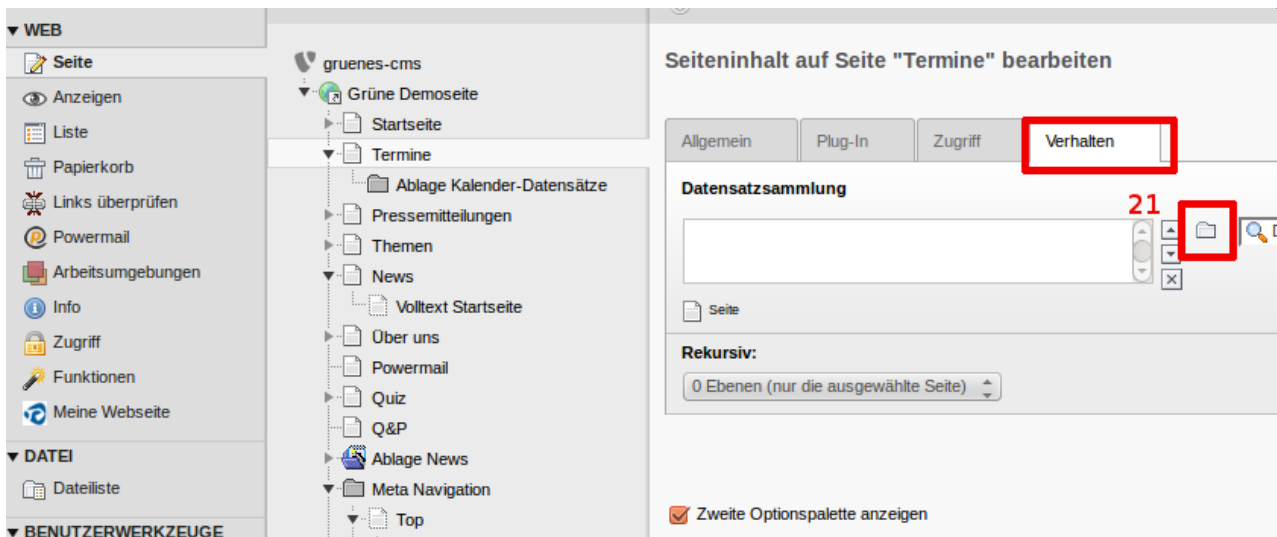 WEB
Seite
Anzeigen
Liste
Papierkorb
Links überprüfen
Powermail
Arbeitsumgebungen
Info
Zugriff
Funktionen
Meine Webseite
DATEI
Dateiliste
BENUTZERWERKZEUGE
gruenes-cms
Grüne Demoseite
Startseite
Termine
Ablage Kalender-Datensätze
Pressemitteilungen
Themen
News
Volltext Startseite
Über uns
Powermail
Quiz
Q&P
Ablage News
Meta Navigation
Top
Seiteninhalt auf Seite "Termine" bearbeiten
Allgemein Plug-In Zugriff Verhalten
Datensatzsammlung
21
Seite
Rekursiv:
0 Ebenen (nur die ausgewählte Seite)
Zweite Optionspalette anzeigen